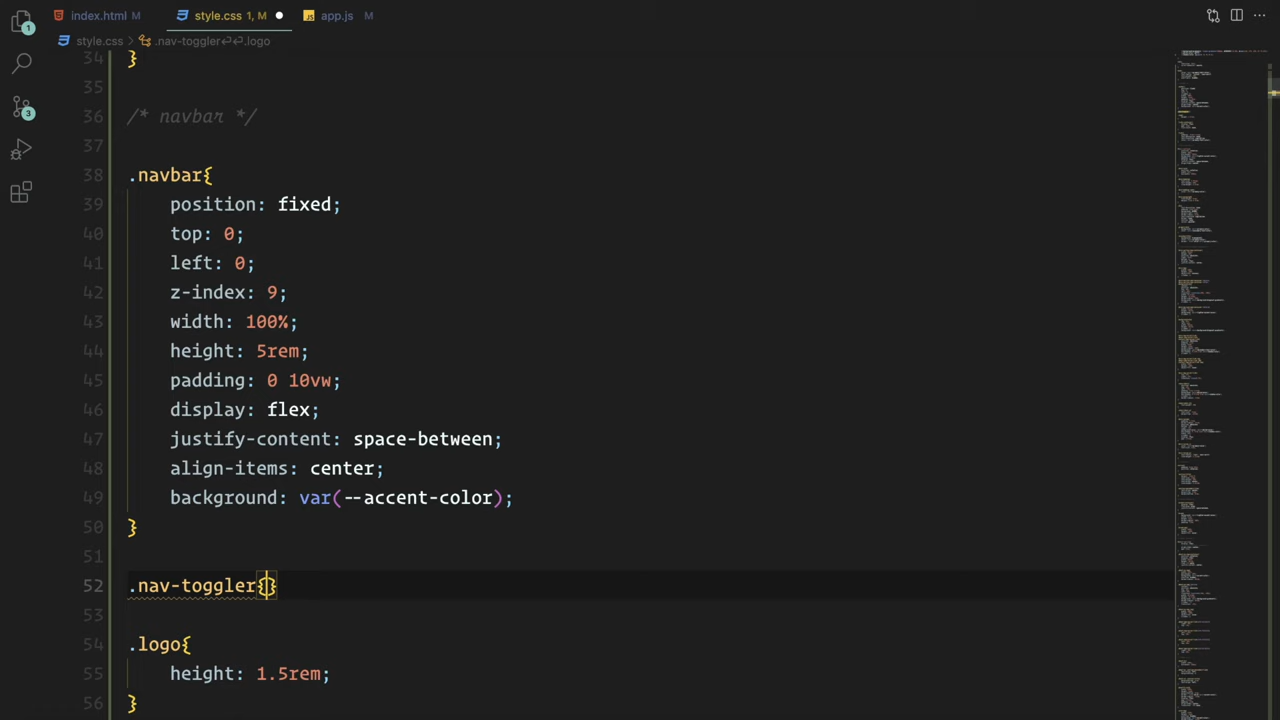 index.html M
style.css 1, M
app.js M
style.css > .nav-toggler↵↵.logo
34 }
35
36 /* navbar */
37
38 .navbar{
39 position: fixed;
40 top: 0;
41 left: 0;
42 z-index: 9;
43 width: 100%;
44 height: 5rem;
45 padding: 0 10vw;
46 display: flex;
47 justify-content: space-between;
48 align-items: center;
49 background: var(--accent-color);
50 }
51
52 .nav-toggler{}
53
54 .logo{
55 height: 1.5rem;
56 }
1
3